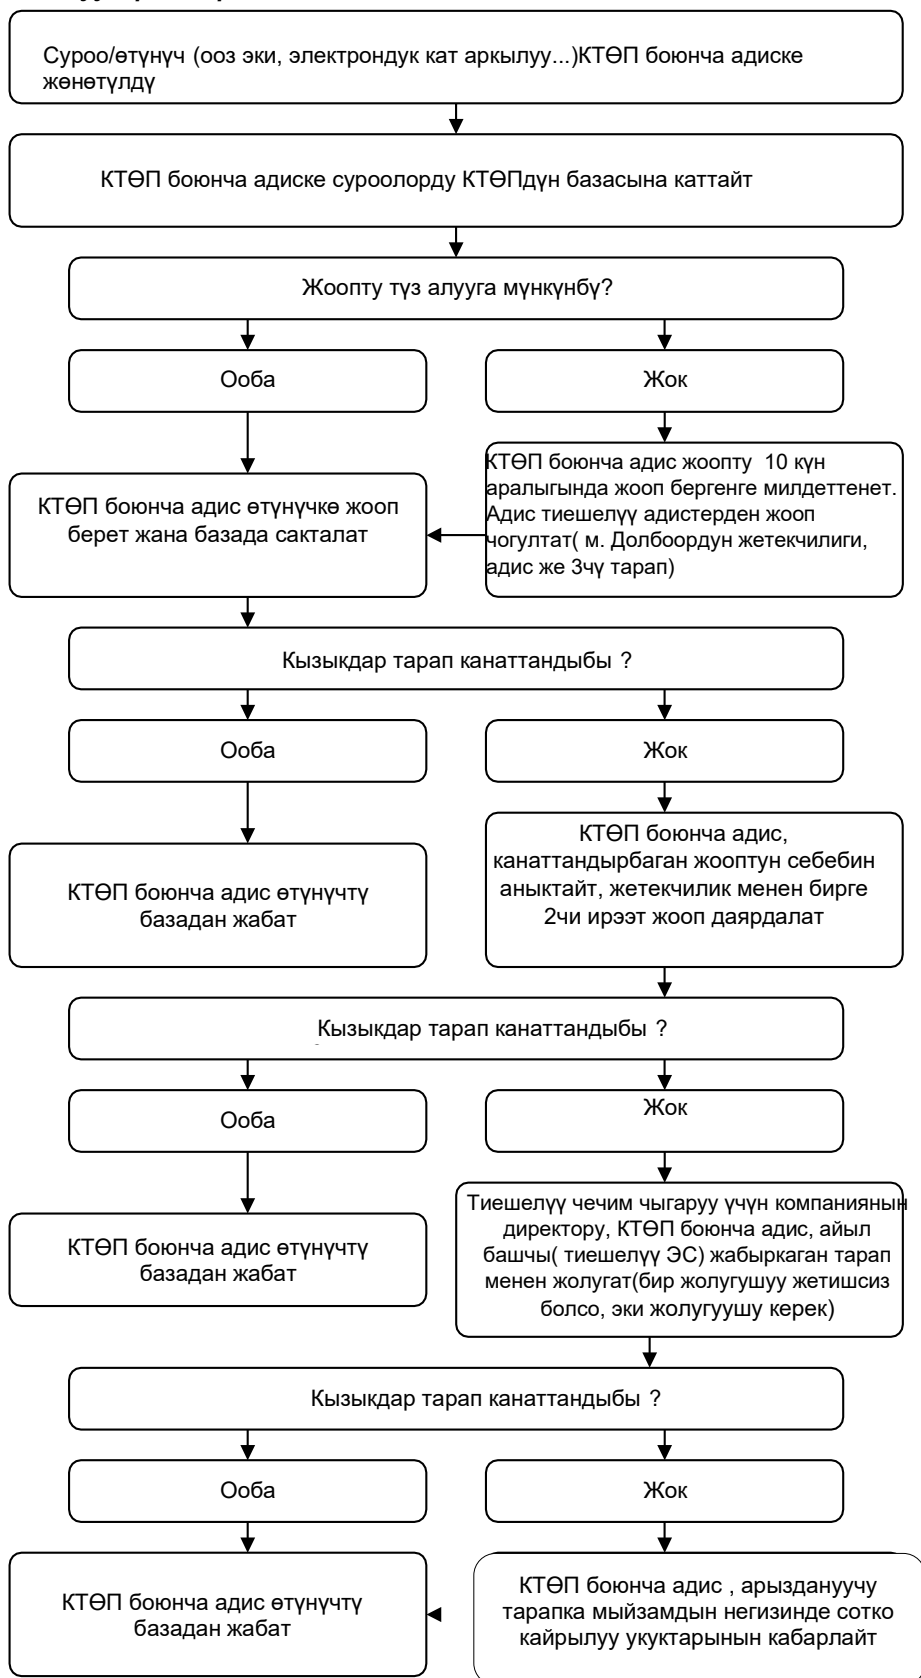 Суроо/өтүнүч (ооз эки, электрондук кат аркылуу...)КТӨП боюнча адиске
жөнөтүлдү
КТӨП боюнча адиске суроолорду КТӨПдүн базасына каттайт
Жоопту түз алууга мүнкүнбү?
Ооба
Жок
КТӨП боюнча адис өтүнүчкө жооп
берет жана базада сакталат
КТӨП боюнча адис жоопту 10 күн
аралыгында жооп бергенге милдеттенет.
Адис тиешелүү адистерден жооп
чогултат( м. Долбоордун жетекчилиги,
адис же 3чү тарап)
Кызыкдар тарап канаттандыбы ?
Ооба
Жок
КТӨП боюнча адис өтүнүчтү
базадан жабат
КТӨП боюнча адис,
канаттандырбаган жооптун себебин
аныктайт, жетекчилик менен бирге
2чи ирээт жооп даярдалат
Кызыкдар тарап канаттандыбы ?
Ооба
Жок
КТӨП боюнча адис өтүнүчтү
базадан жабат
Тиешелүү чечим чыгаруу үчүн компаниянын
директору, КТӨП боюнча адис, айыл
башчы( тиешелүү ЭС) жабыркаган тарап
менен жолугат(бир жолугушуу жетишсиз
болсо, эки жолугуушу керек)
Кызыкдар тарап канаттандыбы ?
Ооба
Жок
КТӨП боюнча адис өтүнүчтү
базадан жабат
КТӨП боюнча адис , арыздануучу
тарапка мыйзамдын негизинде сотко
кайрылуу укуктарынын кабарлайт